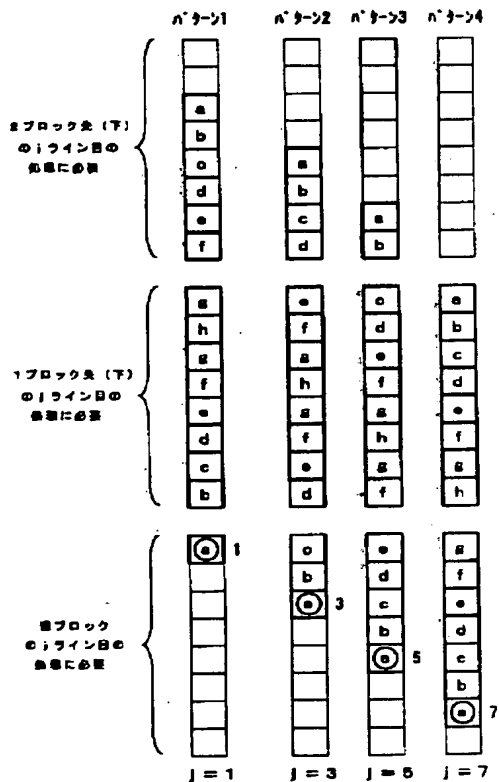 パターン1 パターン2 パターン3 パターン4
2ブロック先（下）
のjライン目の
処理に必要
a
b
c a
d b
e c a
f d b
1ブロック先（下）
のjライン目の
処理に必要
g e c a
h f d b
g g e c
f h f d
e g g e
d f h f
c e g g
b d f h
現ブロック
のjライン目の
処理に必要
a 1 c e g
b d f
a 3 c e
b d
a 5 c
b
a 7
j = 1 j = 3 j = 5 j = 7